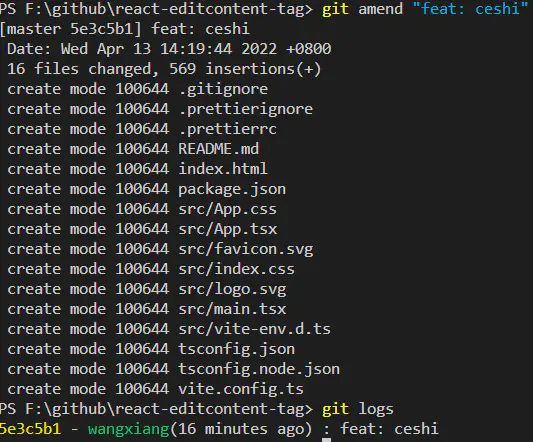 PS F:\github\react-editcontent-tag> git amend "feat: ceshi"
[master 5e3c5b1] feat: ceshi
 Date: Wed Apr 13 14:19:44 2022 +0800
 16 files changed, 569 insertions(+)
 create mode 100644 .gitignore
 create mode 100644 .prettierignore
 create mode 100644 .prettierrc
 create mode 100644 README.md
 create mode 100644 index.html
 create mode 100644 package.json
 create mode 100644 src/App.css
 create mode 100644 src/App.tsx
 create mode 100644 src/favicon.svg
 create mode 100644 src/index.css
 create mode 100644 src/logo.svg
 create mode 100644 src/main.tsx
 create mode 100644 src/vite-env.d.ts
 create mode 100644 tsconfig.json
 create mode 100644 tsconfig.node.json
 create mode 100644 vite.config.ts
PS F:\github\react-editcontent-tag> git logs
5e3c5b1 - wangxiang(16 minutes ago) : feat: ceshi